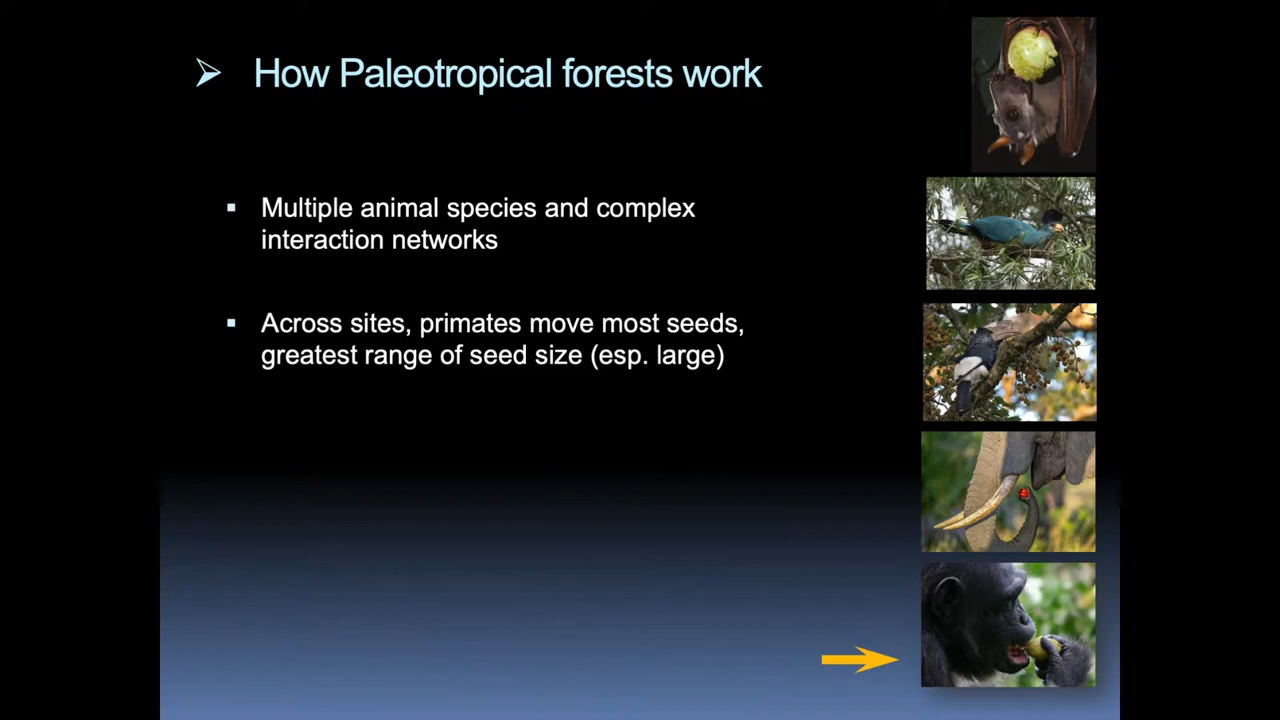 How Paleotropical forests work
Multiple animal species and complex
interaction networks
Across sites, primates move most seeds,
greatest range of seed size (esp. large)